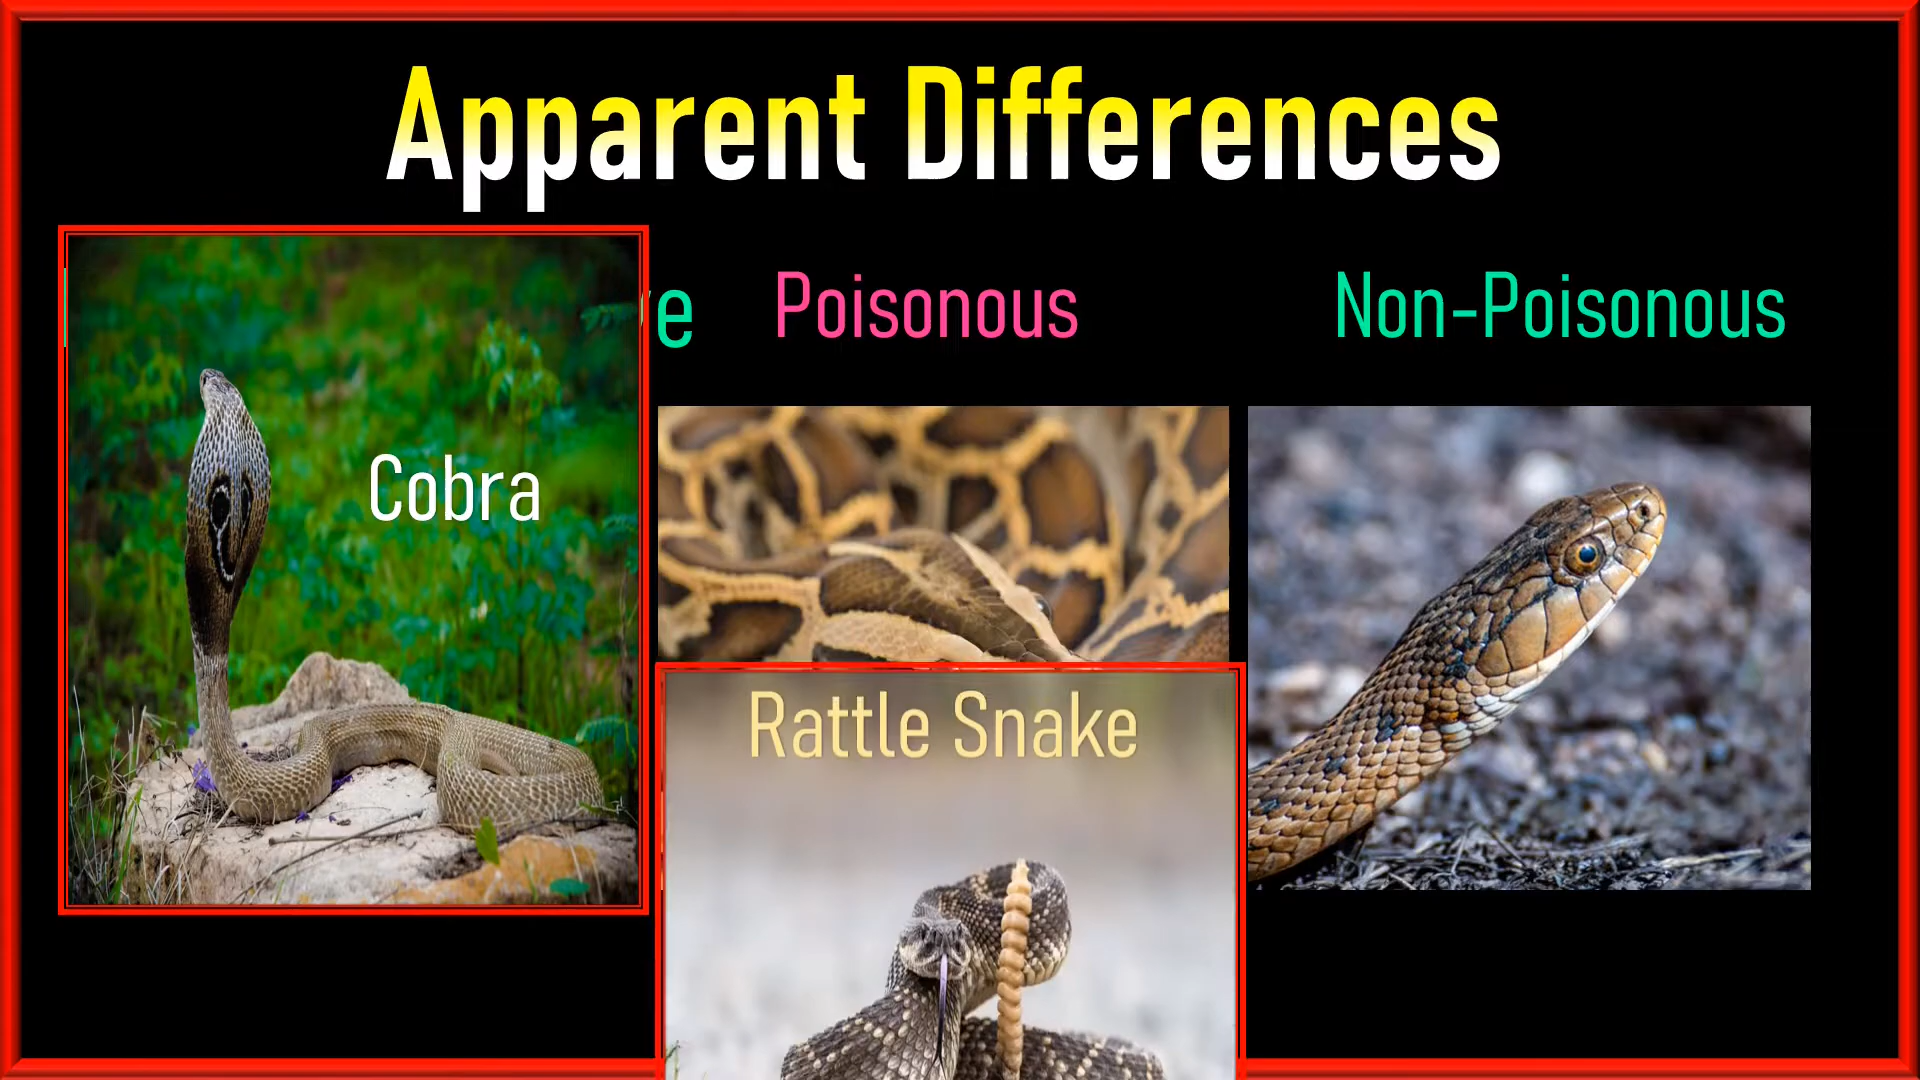 Apparent Differences
Poisonous
Non-Poisonous
Cobra
Rattle Snake